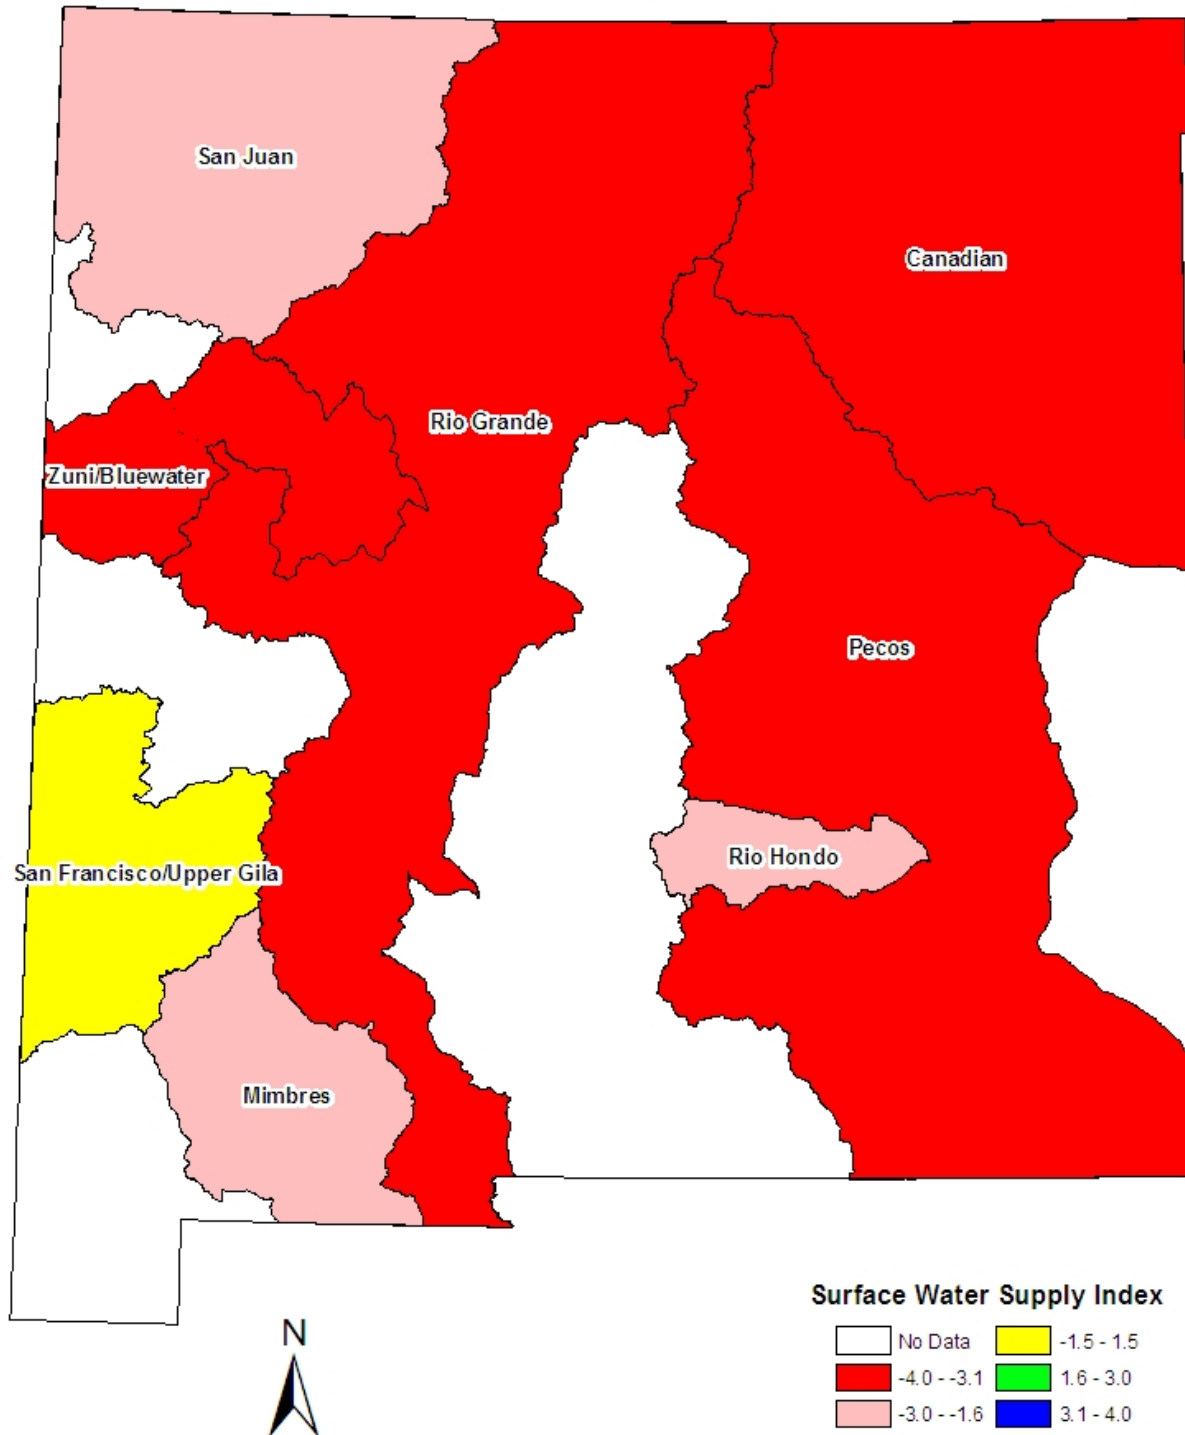 San Juan
Canadian
Rio Grande
Zuni/Bluewater
Pecos
Rio Hondo
San Francisco/Upper Gila
Mimbres
Surface Water Supply Index
No Data
-1.5 - 1.5
-4.0 - -3.1
1.6 - 3.0
-3.0 - -1.6
3.1 - 4.0
N